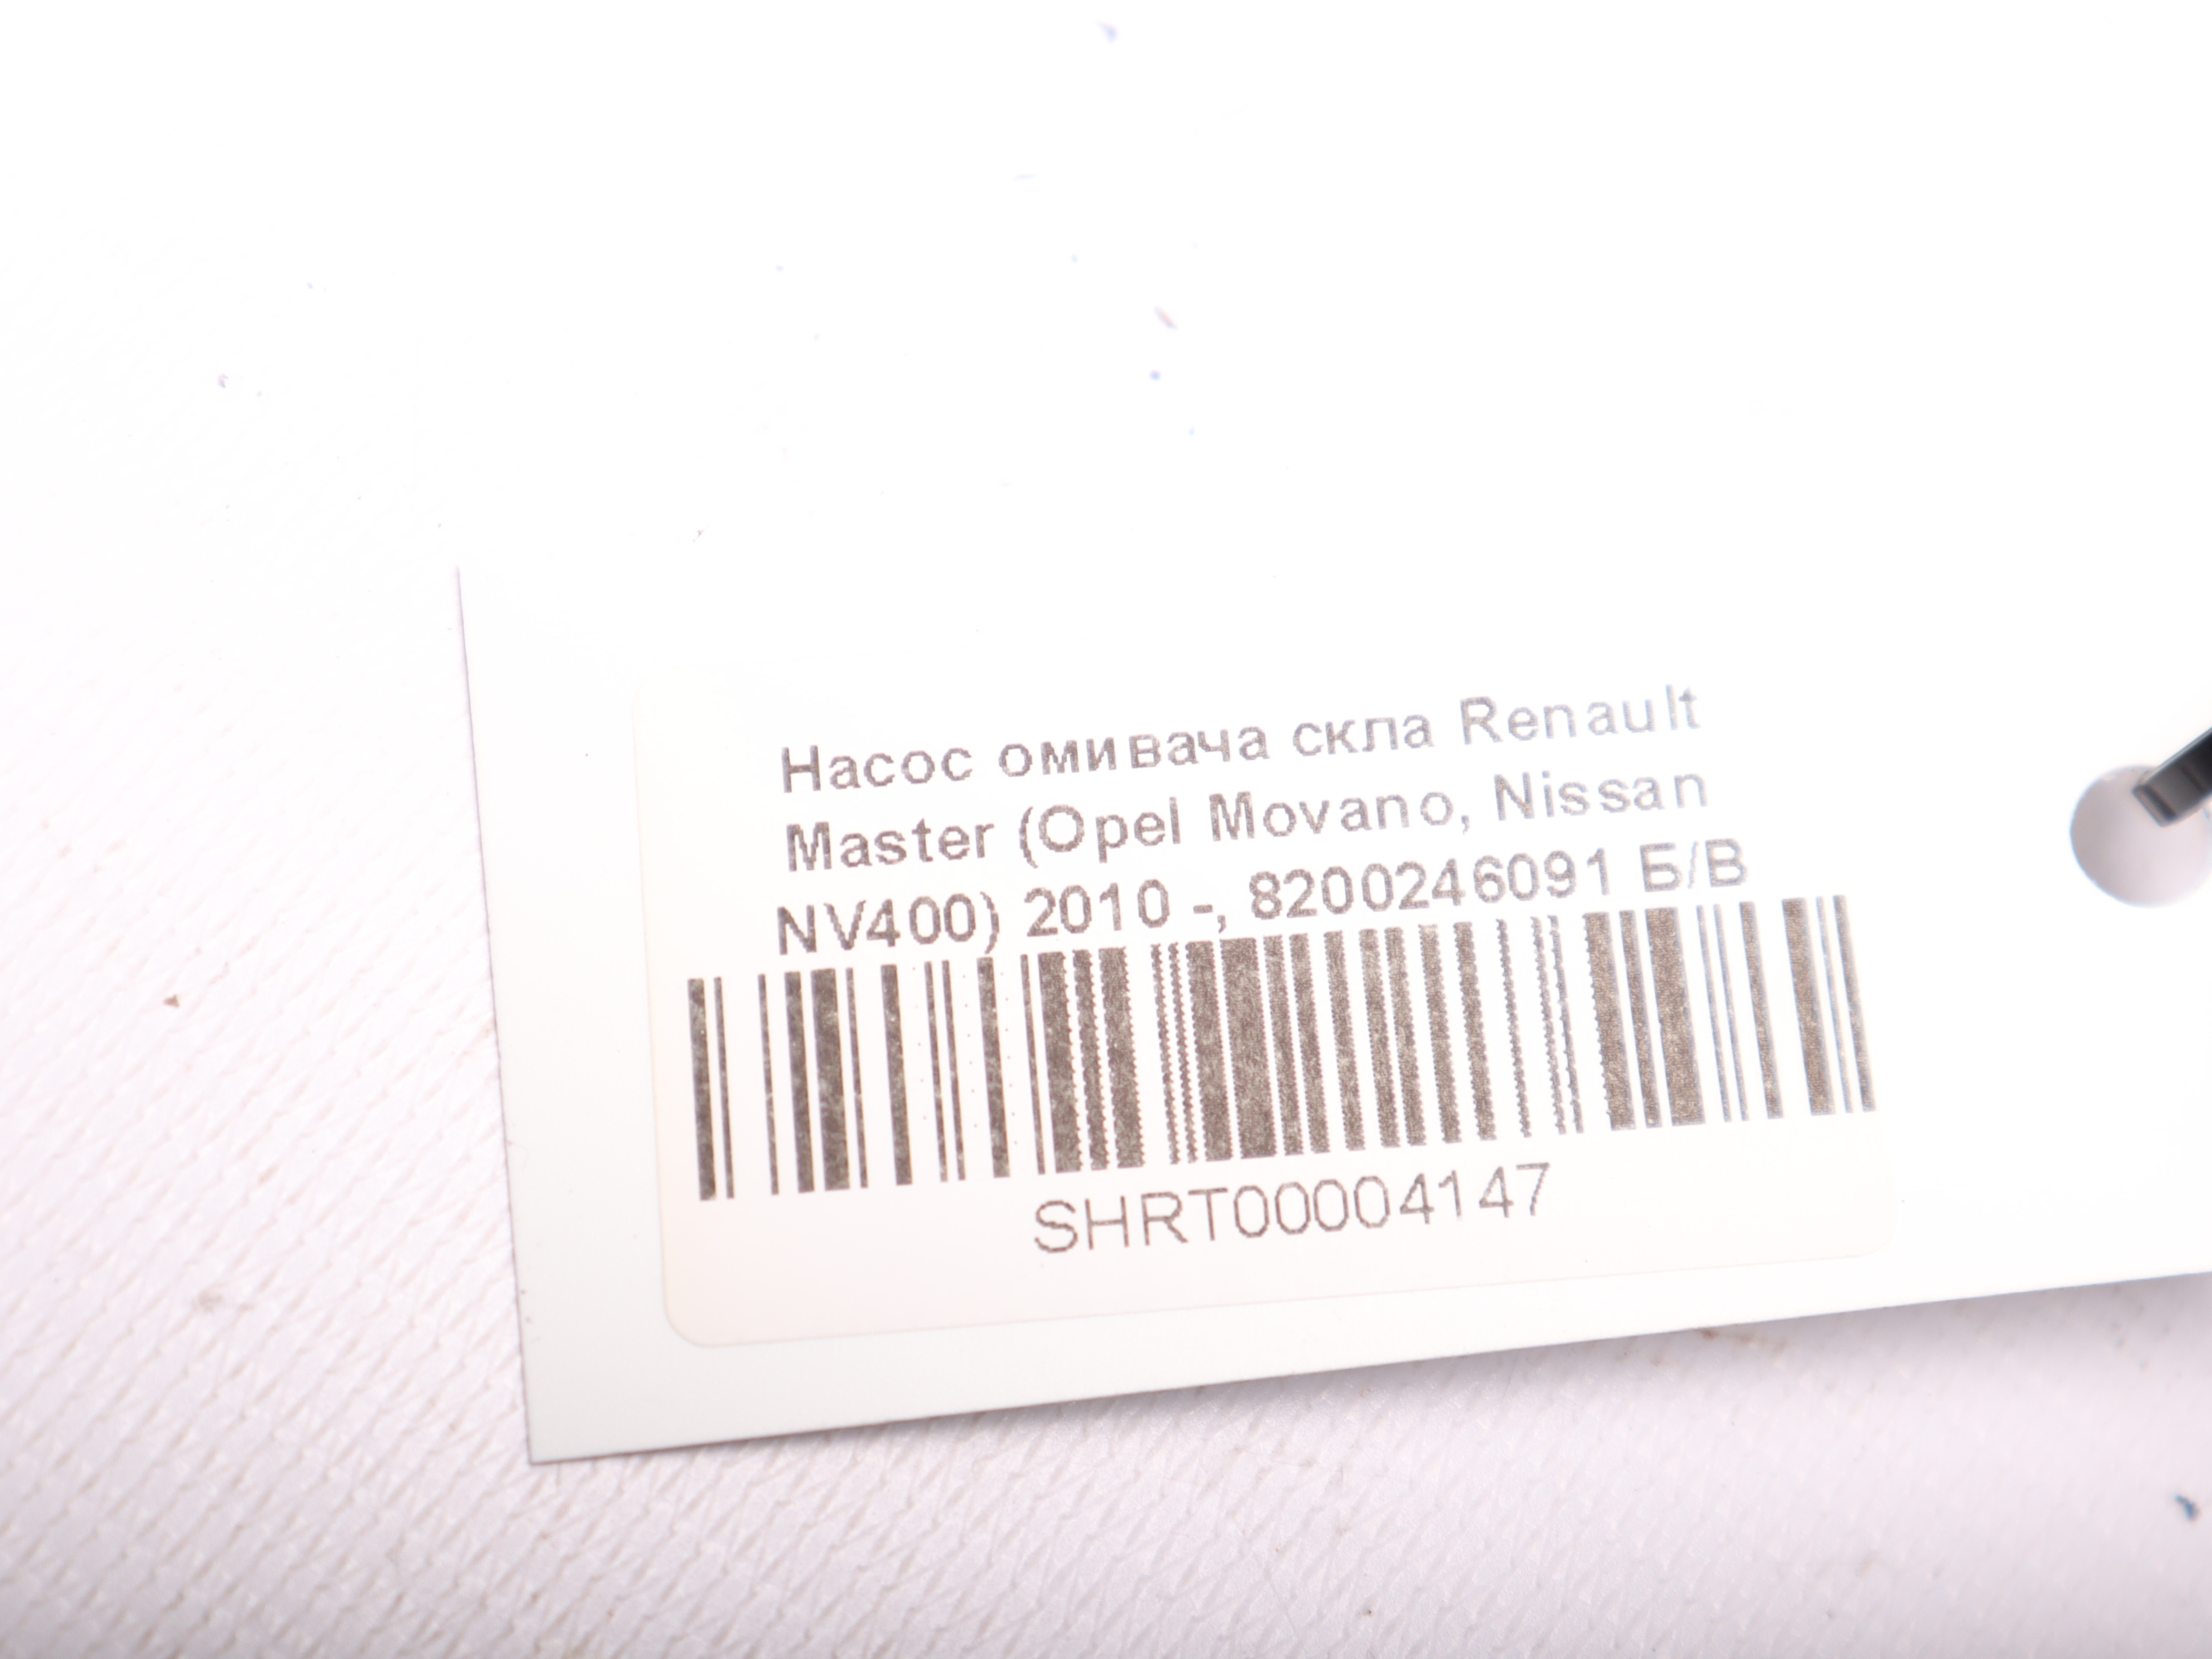 Насос омивача скла Renault
Master (Opel Movano, Nissan
NV400) 2010 -, 8200246091 Б/В
SHRT00004147